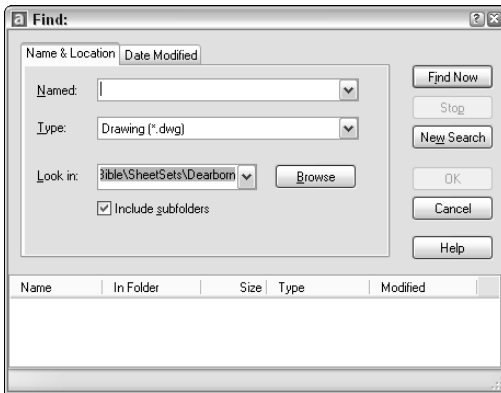 a Find:
Name & Location Date Modified
Named:
Find Now
Stop
Type: Drawing (*.dwg)
New Search
Look in: Bible\SheetSets\Dearborn Browse
OK
Include subfolders
Cancel
Help
Name In Folder Size Type Modified